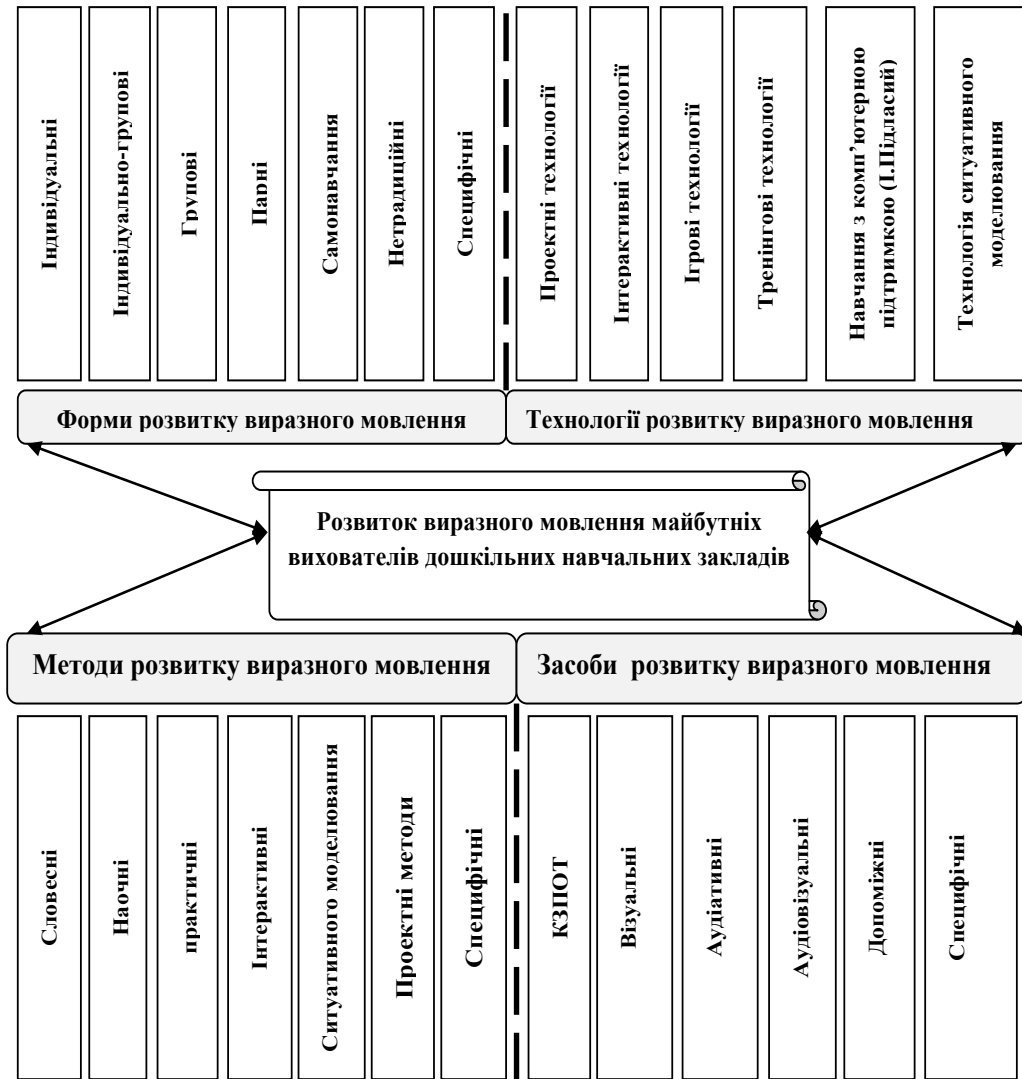 Індивідуальні
Індивідуально-групові
Групові
Парні
Самонавчання
Нетрадиційні
Специфічні
Проектні технології
Інтерактивні технології
Ігрові технології
Тренінгові технології
Навчання з комп’ютерною
підтримкою (І.Підласий)
Технологія ситуативного
моделювання
Форми розвитку виразного мовлення
Технології розвитку виразного мовлення
Розвиток виразного мовлення майбутніх
вихователів дошкільних навчальних закладів
Методи розвитку виразного мовлення
Засоби розвитку виразного мовлення
Словесні
Наочні
практичні
Інтерактивні
Ситуативного моделювання
Проектні методи
Специфічні
КЗПОТ
Візуальні
Аудіативні
Аудіовізуальні
Допоміжні
Специфічні